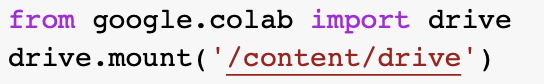 from google.colab import drive
drive.mount('/content/drive')